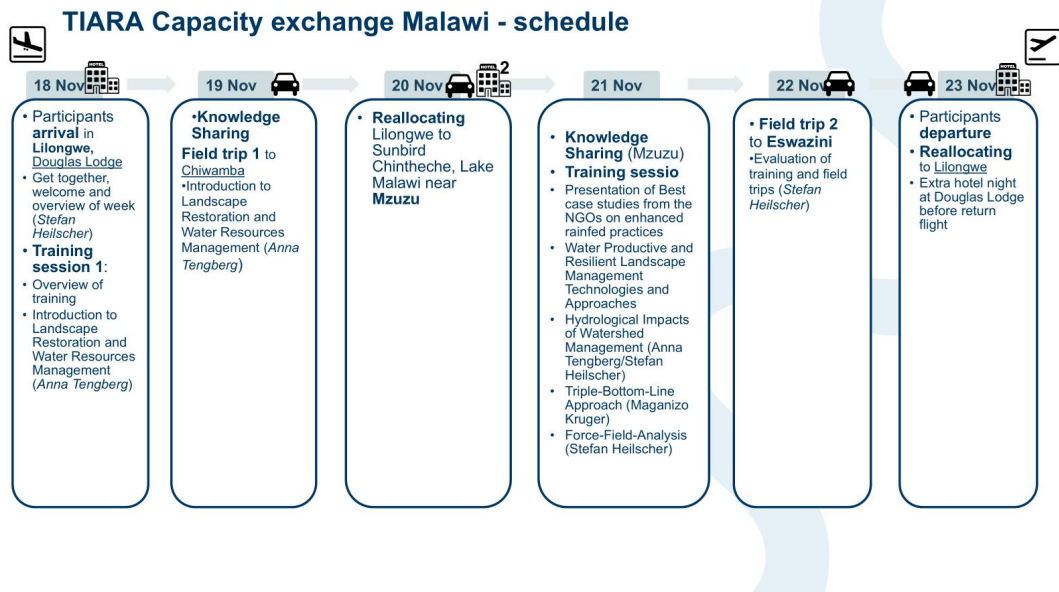 TIARA Capacity exchange Malawi - schedule
18 Nov
HOTEL
• Participants
arrival in
Lilongwe,
Douglas Lodge
• Get together,
welcome and
overview of week
(Stefan
Heilscher)
• Training
session 1:
• Overview of
training
• Introduction to
Landscape
Restoration and
Water Resources
Management
(Anna Tengberg)
19 Nov
•Knowledge
Sharing
Field trip 1 to
Chiwamba
•Introduction to
Landscape
Restoration and
Water Resources
Management (Anna
Tengberg)
20 Nov
HOTEL
2
• Reallocating
Lilongwe to
Sunbird
Chintheche, Lake
Malawi near
Mzuzu
21 Nov
• Knowledge
Sharing (Mzuzu)
• Training sessio
• Presentation of Best
case studies from the
NGOs on enhanced
rainfed practices
• Water Productive and
Resilient Landscape
Management
Technologies and
Approaches
• Hydrological Impacts
of Watershed
Management (Anna
Tengberg/Stefan
Heilscher)
• Triple-Bottom-Line
Approach (Maganizo
Kruger)
• Force-Field-Analysis
(Stefan Heilscher)
22 Nov
• Field trip 2
to Eswazini
•Evaluation of
training and field
trips (Stefan
Heilscher)
23 Nov
HOTEL
• Participants
departure
• Reallocating
to Lilongwe
• Extra hotel night
at Douglas Lodge
before return
flight